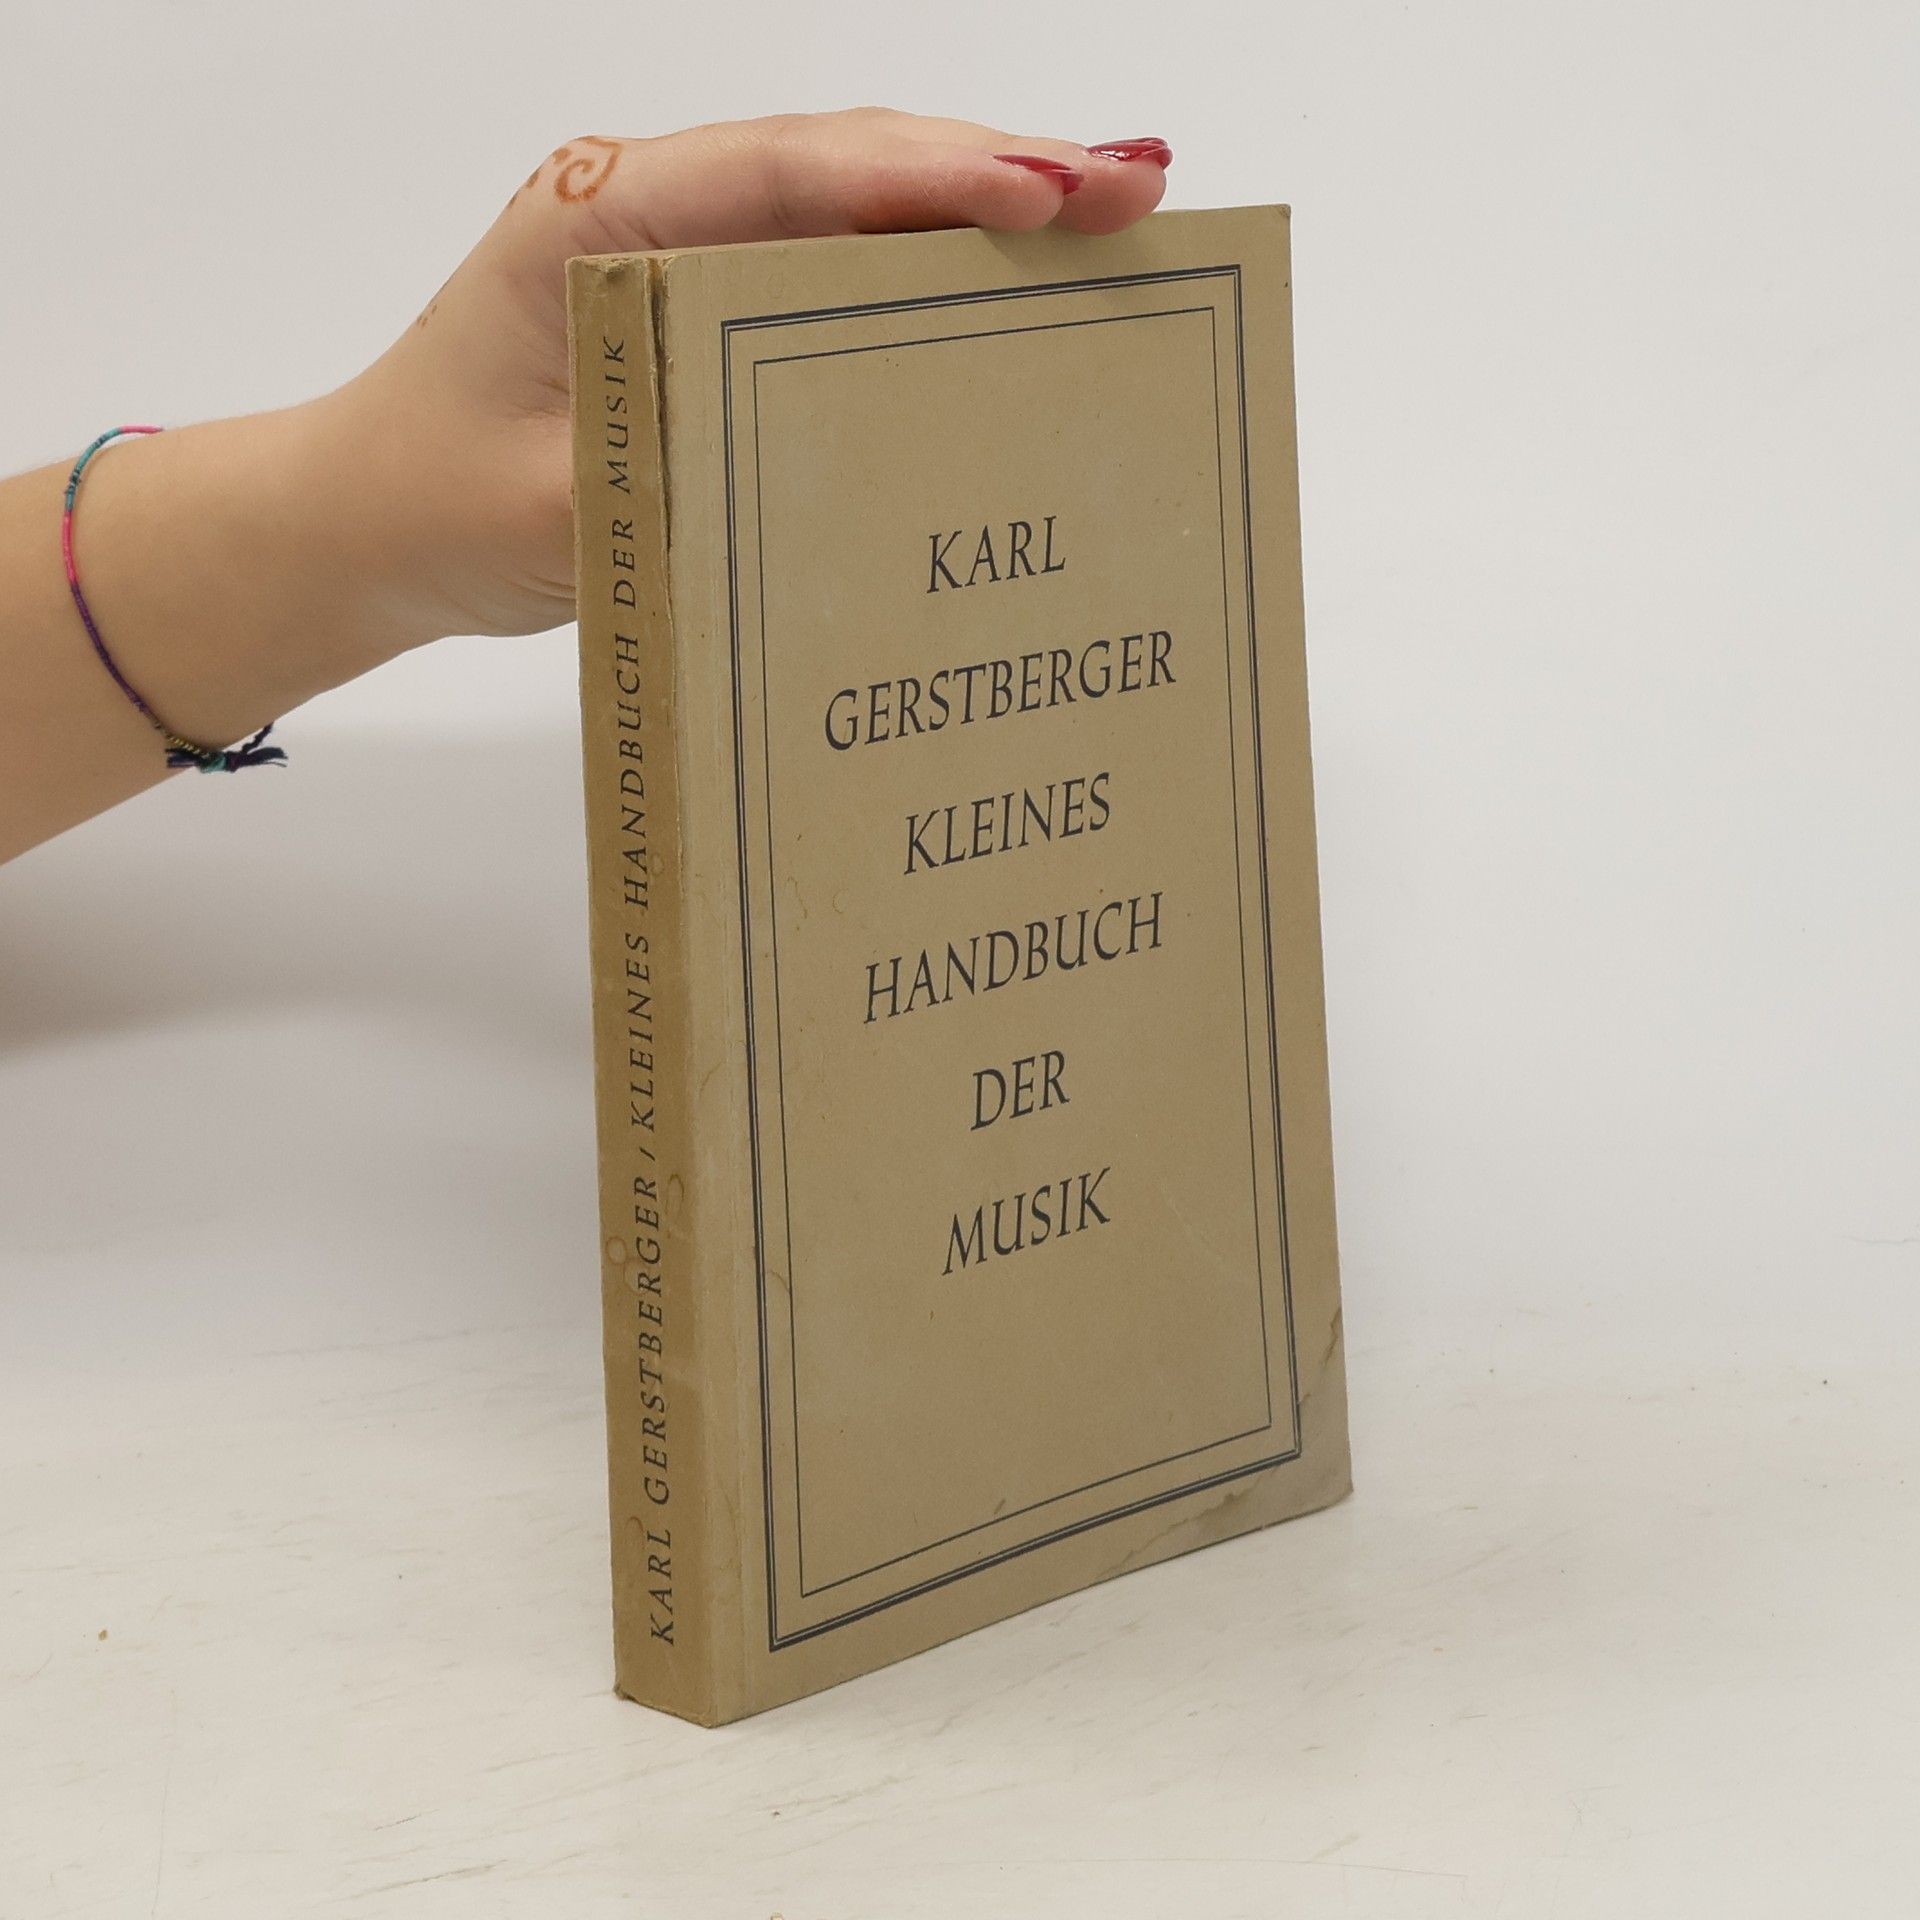 KARL GERSTBERGER / KLEINES HANDBUCH DER MUSIK
KARL
GERSTBERGER
KLEINES
HANDBUCH
DER
MUSIK